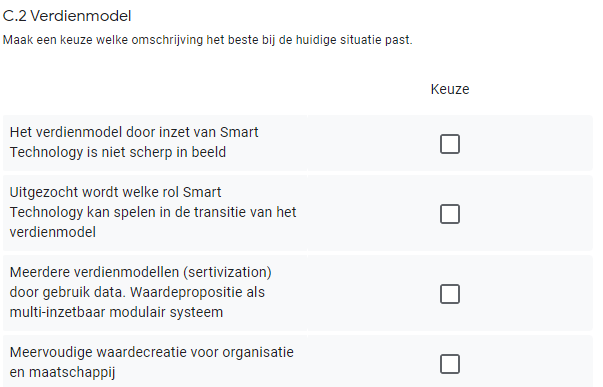 C.2 Verdienmodel
Maak een keuze welke omschrijving het beste bij de huidige situatie past.
Keuze
Het verdienmodel door inzet van Smart
Technology is niet scherp in beeld
Uitgezocht wordt welke rol Smart
Technology kan spelen in de transitie van het
verdienmodel
Meerdere verdienmodellen (sertivization)
door gebruik data. Waardepropositie als
multi-inzetbaar modulair systeem
Meervoudige waardecreatie voor organisatie
en maatschappij